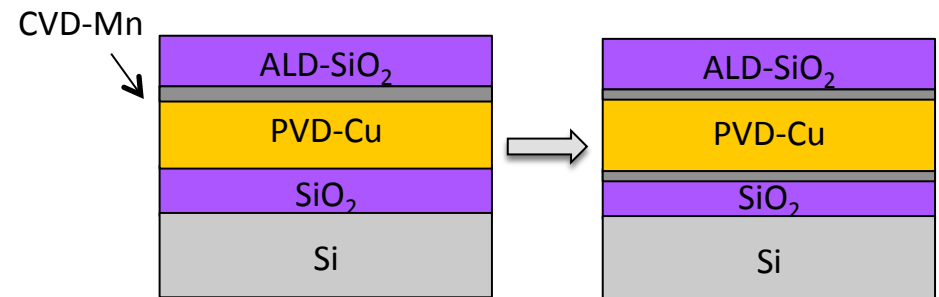 CVD-Mn
ALD-SiO₂
PVD-Cu
SiO₂
Si
ALD-SiO₂
PVD-Cu
SiO₂
Si